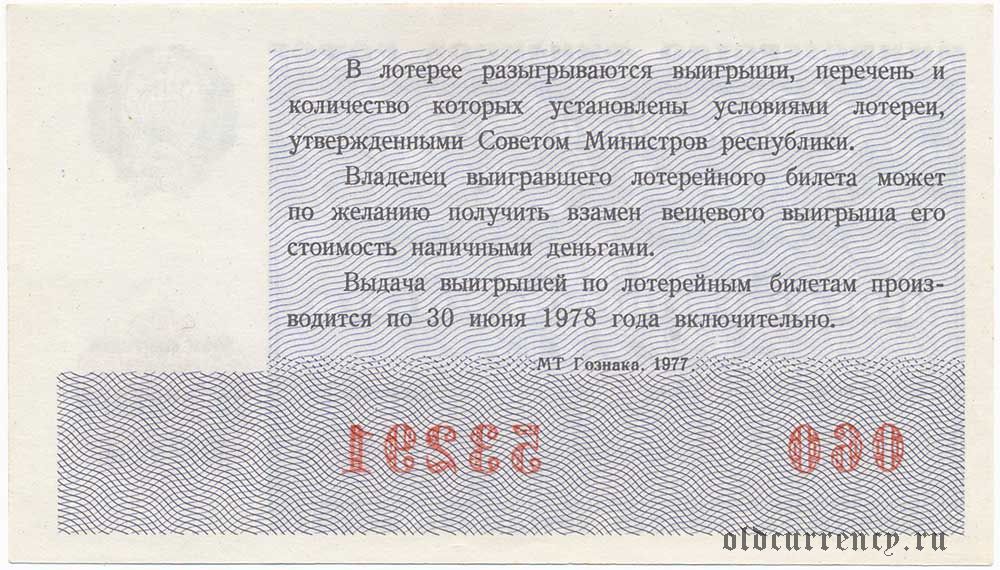 В лотерее разыгрываются выигрыши, перечень и
количество которых установлены условиями лотереи,
утвержденными Советом Министров республики.
Владелец выигравшего лотерейного билета может
по желанию получить взамен вещевого выигрыша его
стоимость наличными деньгами.
Выдача выигрышей по лотерейным билетам произ-
водится по 30 июня 1978 года включительно.
МТ Гознака, 1977.
533291 060
oldcurrency.ru